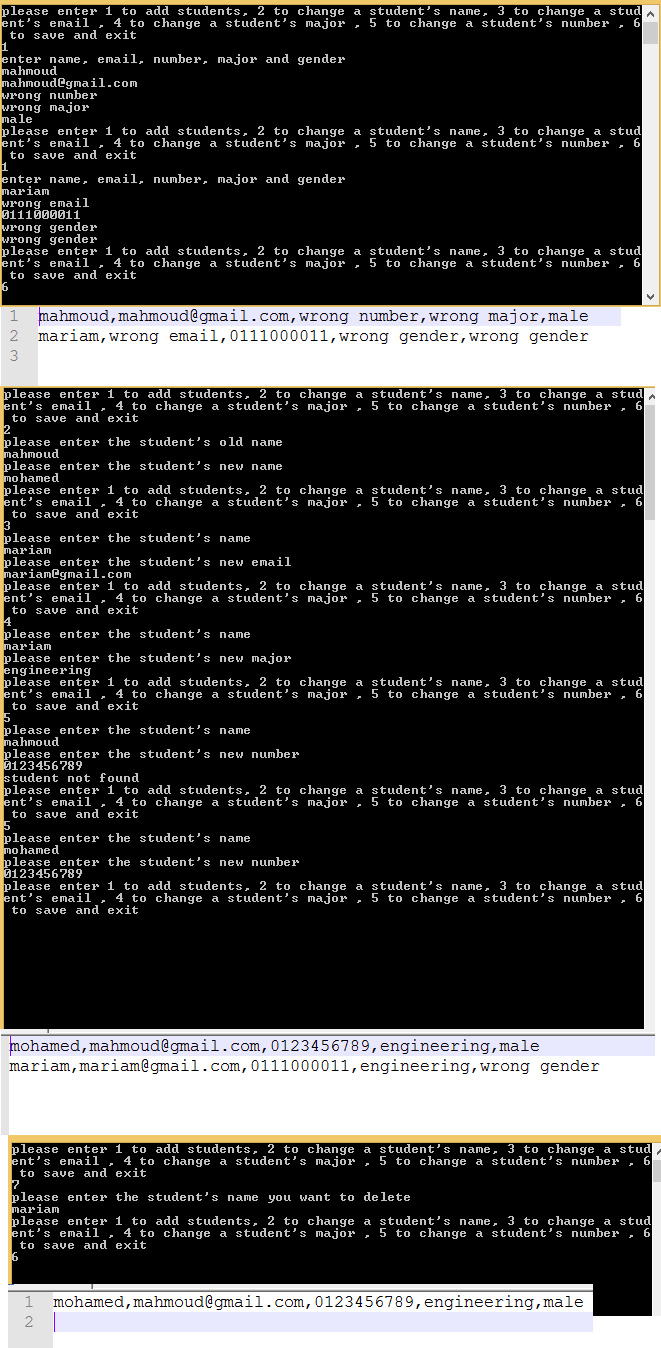 please enter 1 to add students, 2 to change a student's name, 3 to change a stud
ent's email , 4 to change a student's major , 5 to change a student's number , 6
to save and exit
1
enter name, email, number, major and gender
mahmoud
mahmoud@gmail.com
wrong number
wrong major
male
please enter 1 to add students, 2 to change a student's name, 3 to change a stud
ent's email , 4 to change a student's major , 5 to change a student's number , 6
to save and exit
1
enter name, email, number, major and gender
mariam
wrong email
0111000011
wrong gender
wrong gender
please enter 1 to add students, 2 to change a student's name, 3 to change a stud
ent's email , 4 to change a student's major , 5 to change a student's number , 6
to save and exit
6
1 mahmoud,mahmoud@gmail.com,wrong number,wrong major,male
2 mariam,wrong email,0111000011,wrong gender,wrong gender
3
please enter 1 to add students, 2 to change a student's name, 3 to change a stud
ent's email , 4 to change a student's major , 5 to change a student's number , 6
to save and exit
2
please enter the student's old name
mahmoud
please enter the student's new name
mohamed
please enter 1 to add students, 2 to change a student's name, 3 to change a stud
ent's email , 4 to change a student's major , 5 to change a student's number , 6
to save and exit
3
please enter the student's name
mariam
please enter the student's new email
mariam@gmail.com
please enter 1 to add students, 2 to change a student's name, 3 to change a stud
ent's email , 4 to change a student's major , 5 to change a student's number , 6
to save and exit
4
please enter the student's name
mariam
please enter the student's new major
engineering
please enter 1 to add students, 2 to change a student's name, 3 to change a stud
ent's email , 4 to change a student's major , 5 to change a student's number , 6
to save and exit
5
please enter the student's name
mahmoud
please enter the student's new number
0123456789
student not found
please enter 1 to add students, 2 to change a student's name, 3 to change a stud
ent's email , 4 to change a student's major , 5 to change a student's number , 6
to save and exit
5
please enter the student's name
mohamed
please enter the student's new number
0123456789
please enter 1 to add students, 2 to change a student's name, 3 to change a stud
ent's email , 4 to change a student's major , 5 to change a student's number , 6
to save and exit
mohamed,mahmoud@gmail.com,0123456789,engineering,male
mariam,mariam@gmail.com,0111000011,engineering,wrong gender
please enter 1 to add students, 2 to change a student's name, 3 to change a stud
ent's email , 4 to change a student's major , 5 to change a student's number , 6
to save and exit
7
please enter the student's name you want to delete
mariam
please enter 1 to add students, 2 to change a student's name, 3 to change a stud
ent's email , 4 to change a student's major , 5 to change a student's number , 6
to save and exit
6
1 mohamed,mahmoud@gmail.com,0123456789,engineering,male
2